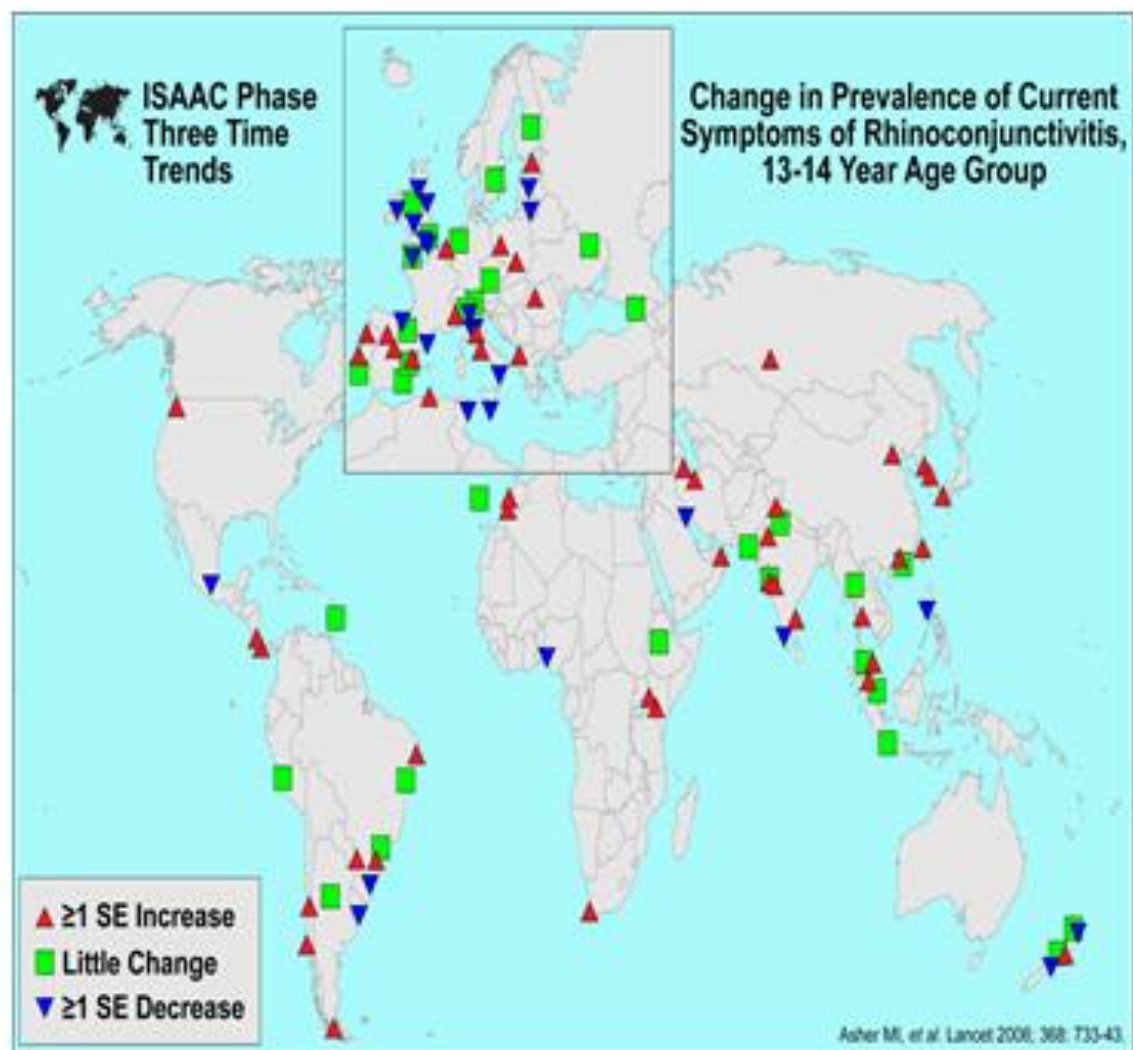 ISAAC Phase
Three Time
Trends
Change in Prevalence of Current
Symptoms of Rhinoconjunctivitis,
13-14 Year Age Group
≥1 SE Increase
Little Change
≥1 SE Decrease
Asher MI, et al. Lancet 2006; 368: 733-43.